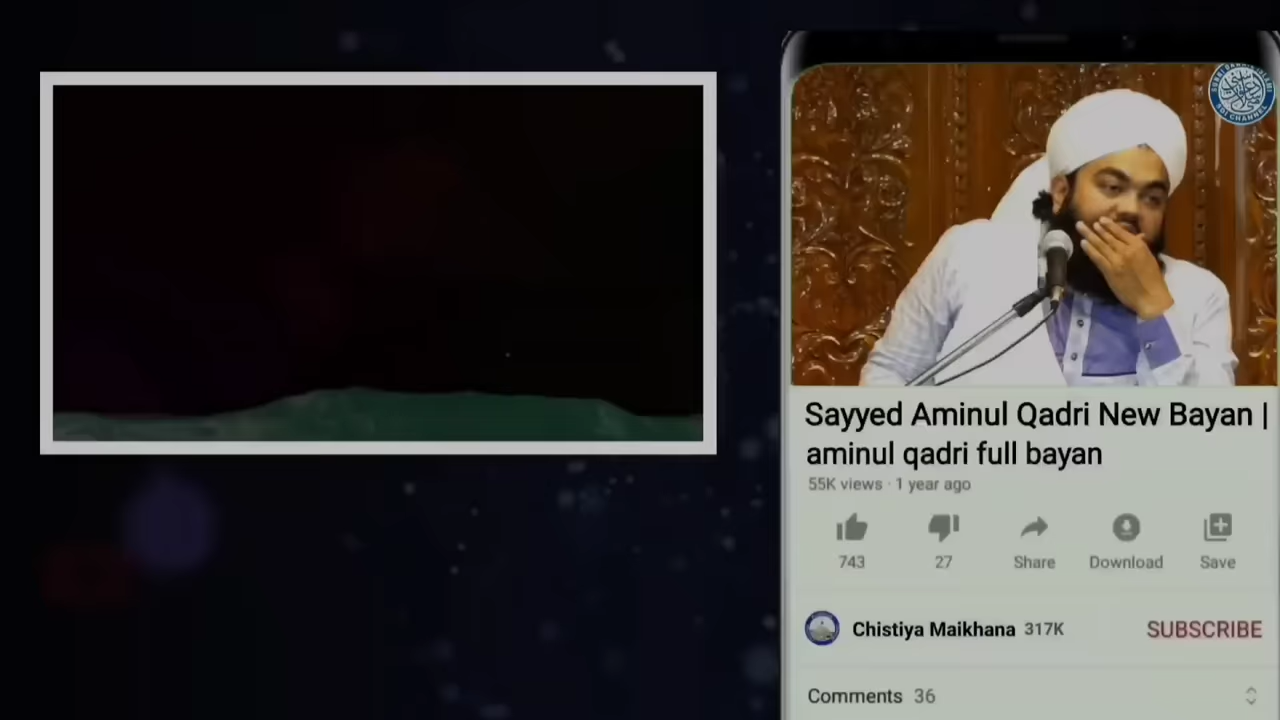 Sayyed Aminul Qadri New Bayan |
aminul qadri full bayan
55K views · 1 year ago
743
27
Share
Download
Save
Chistiya Maikhana 317K
SUBSCRIBE
Comments 36